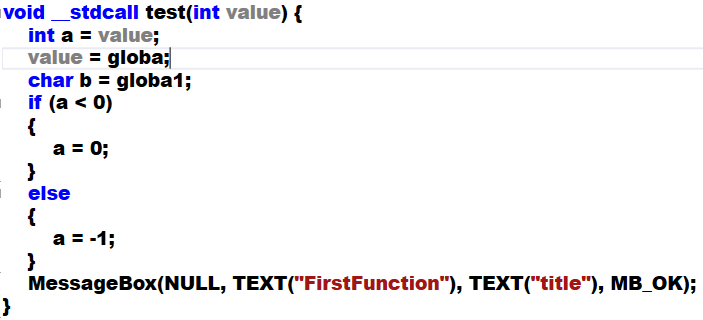 void __stdcall test(int value) {
int a = value;
value = globa;
char b = globa1;
if (a < 0)
{
a = 0;
}
else
{
a = -1;
}
MessageBox(NULL, TEXT("FirstFunction"), TEXT("title"), MB_OK);
}